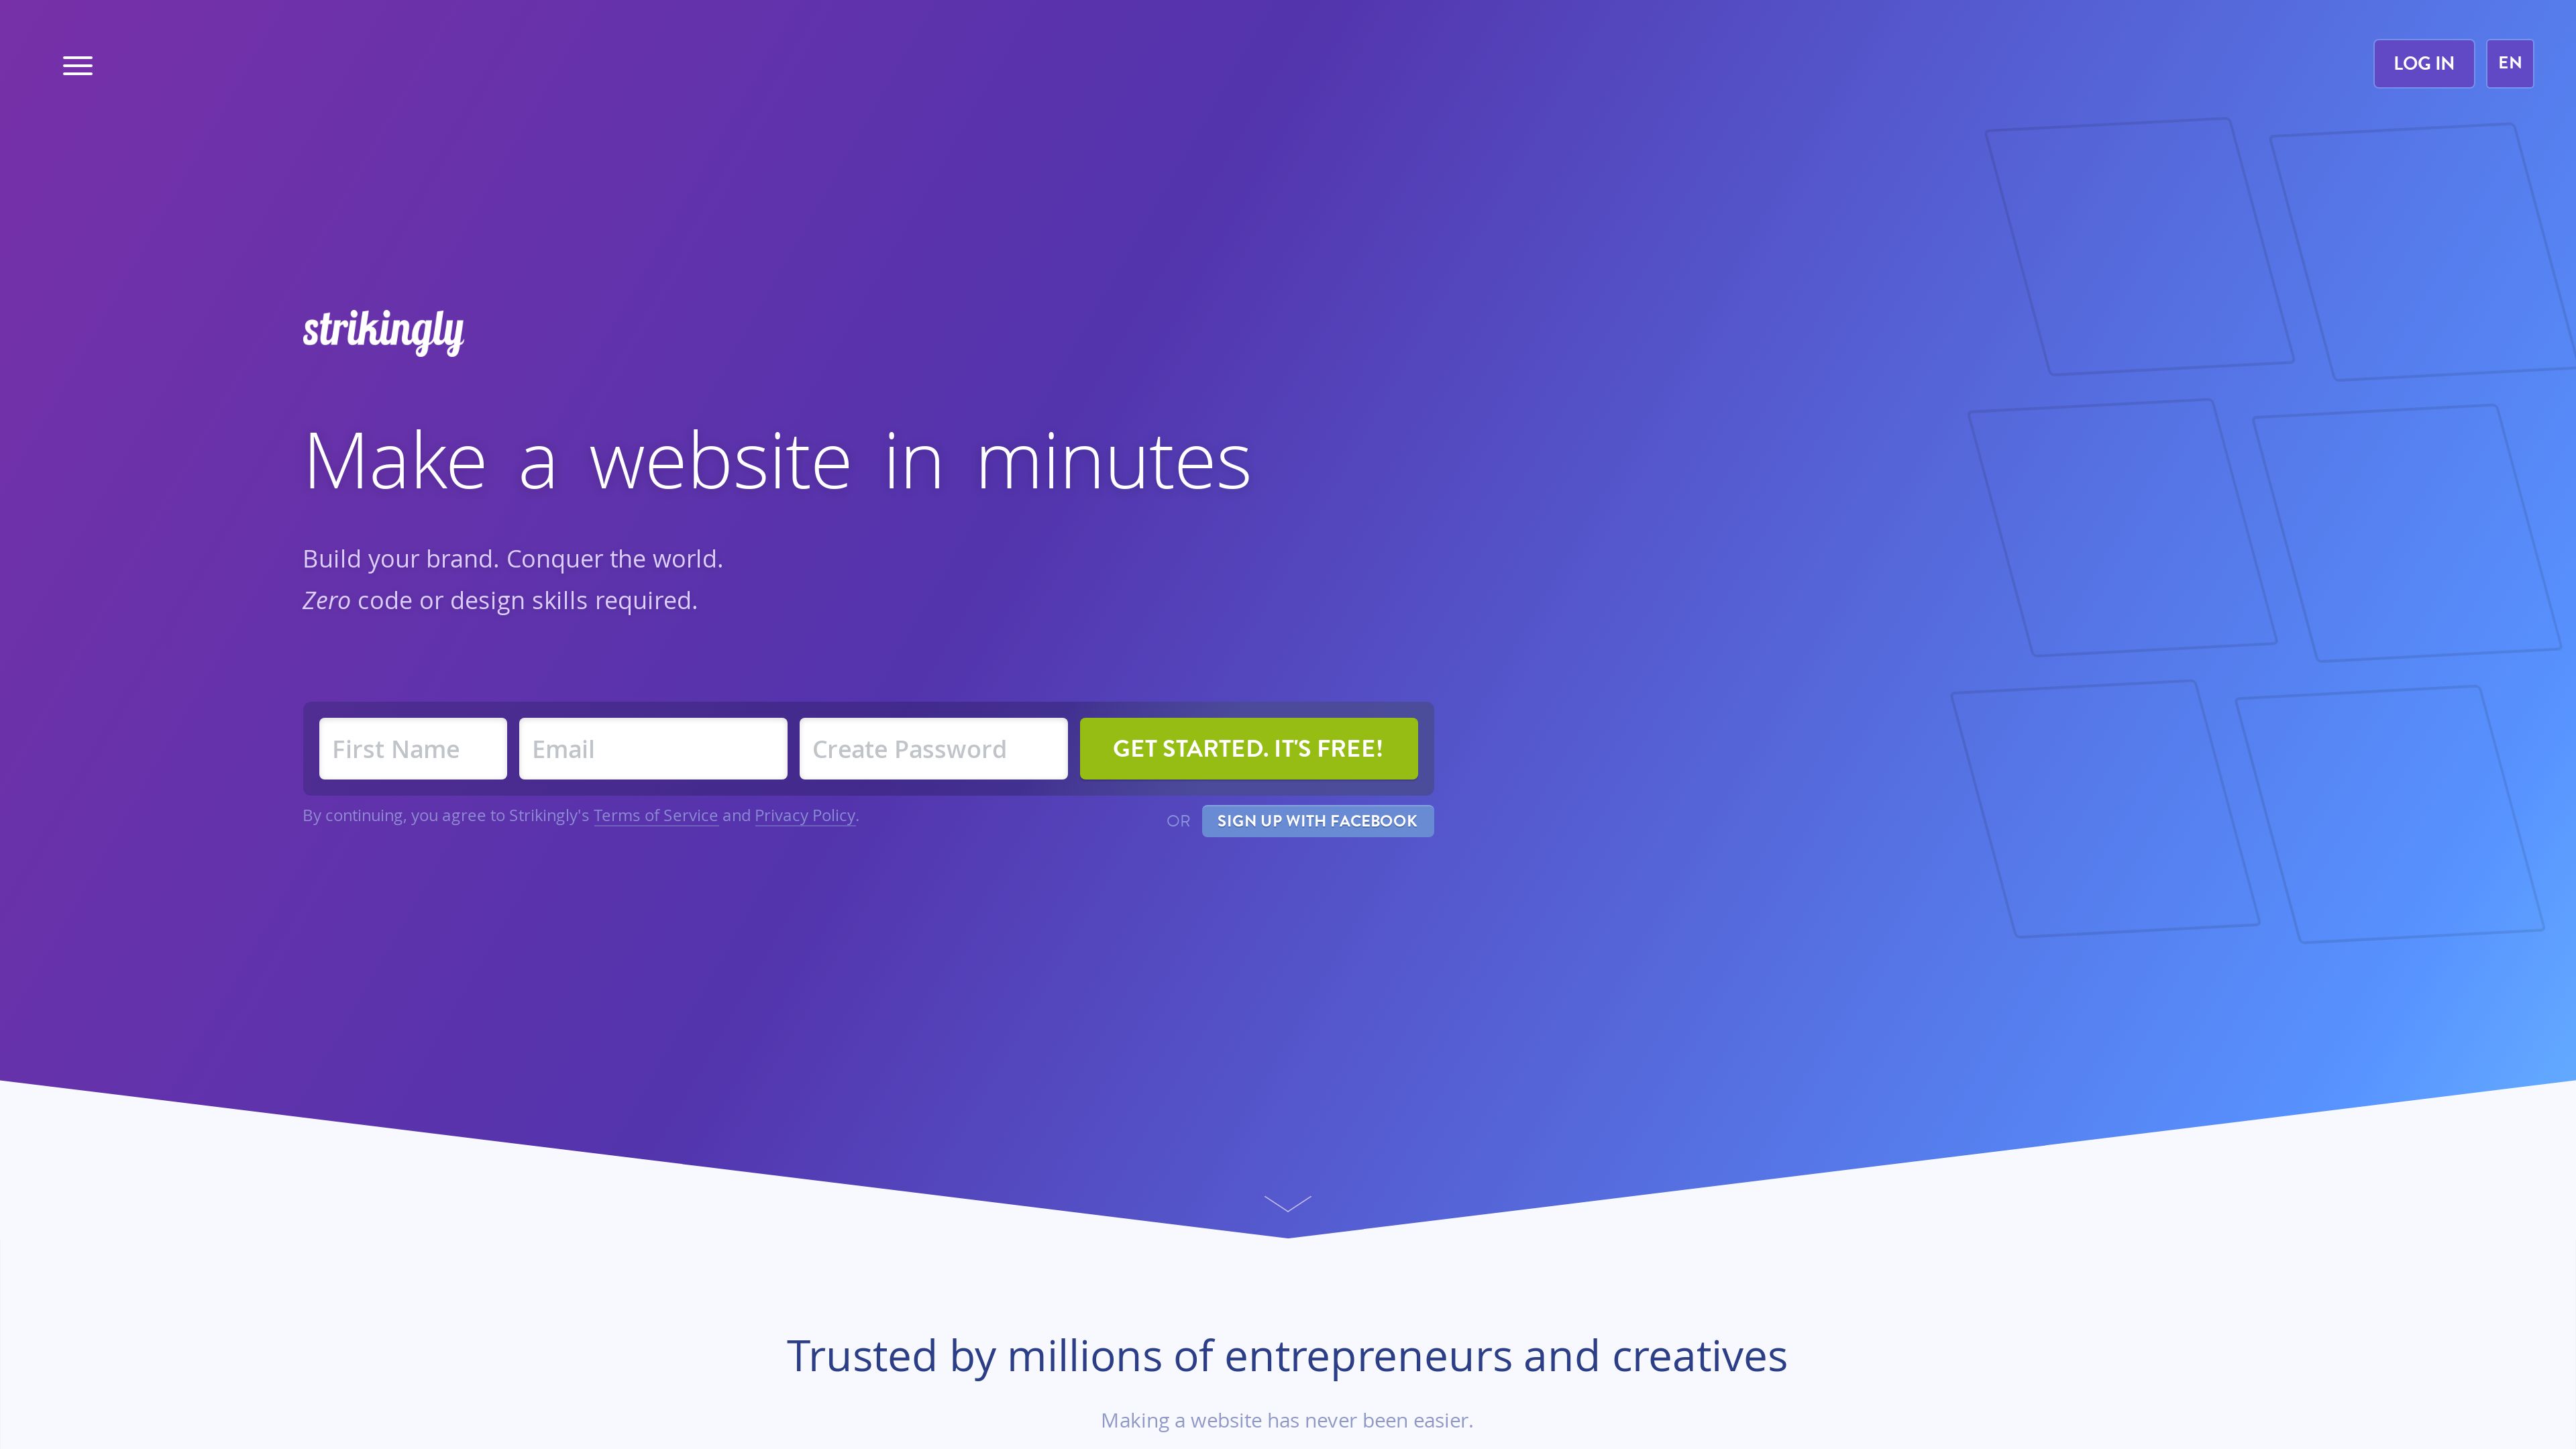 LOG IN
EN
strikingly
Make a website in minutes
Build your brand. Conquer the world.
Zero code or design skills required.
First Name
Email
Create Password
GET STARTED. IT'S FREE!
By continuing, you agree to Strikingly's Terms of Service and Privacy Policy.
OR
SIGN UP WITH FACEBOOK
Trusted by millions of entrepreneurs and creatives
Making a website has never been easier.